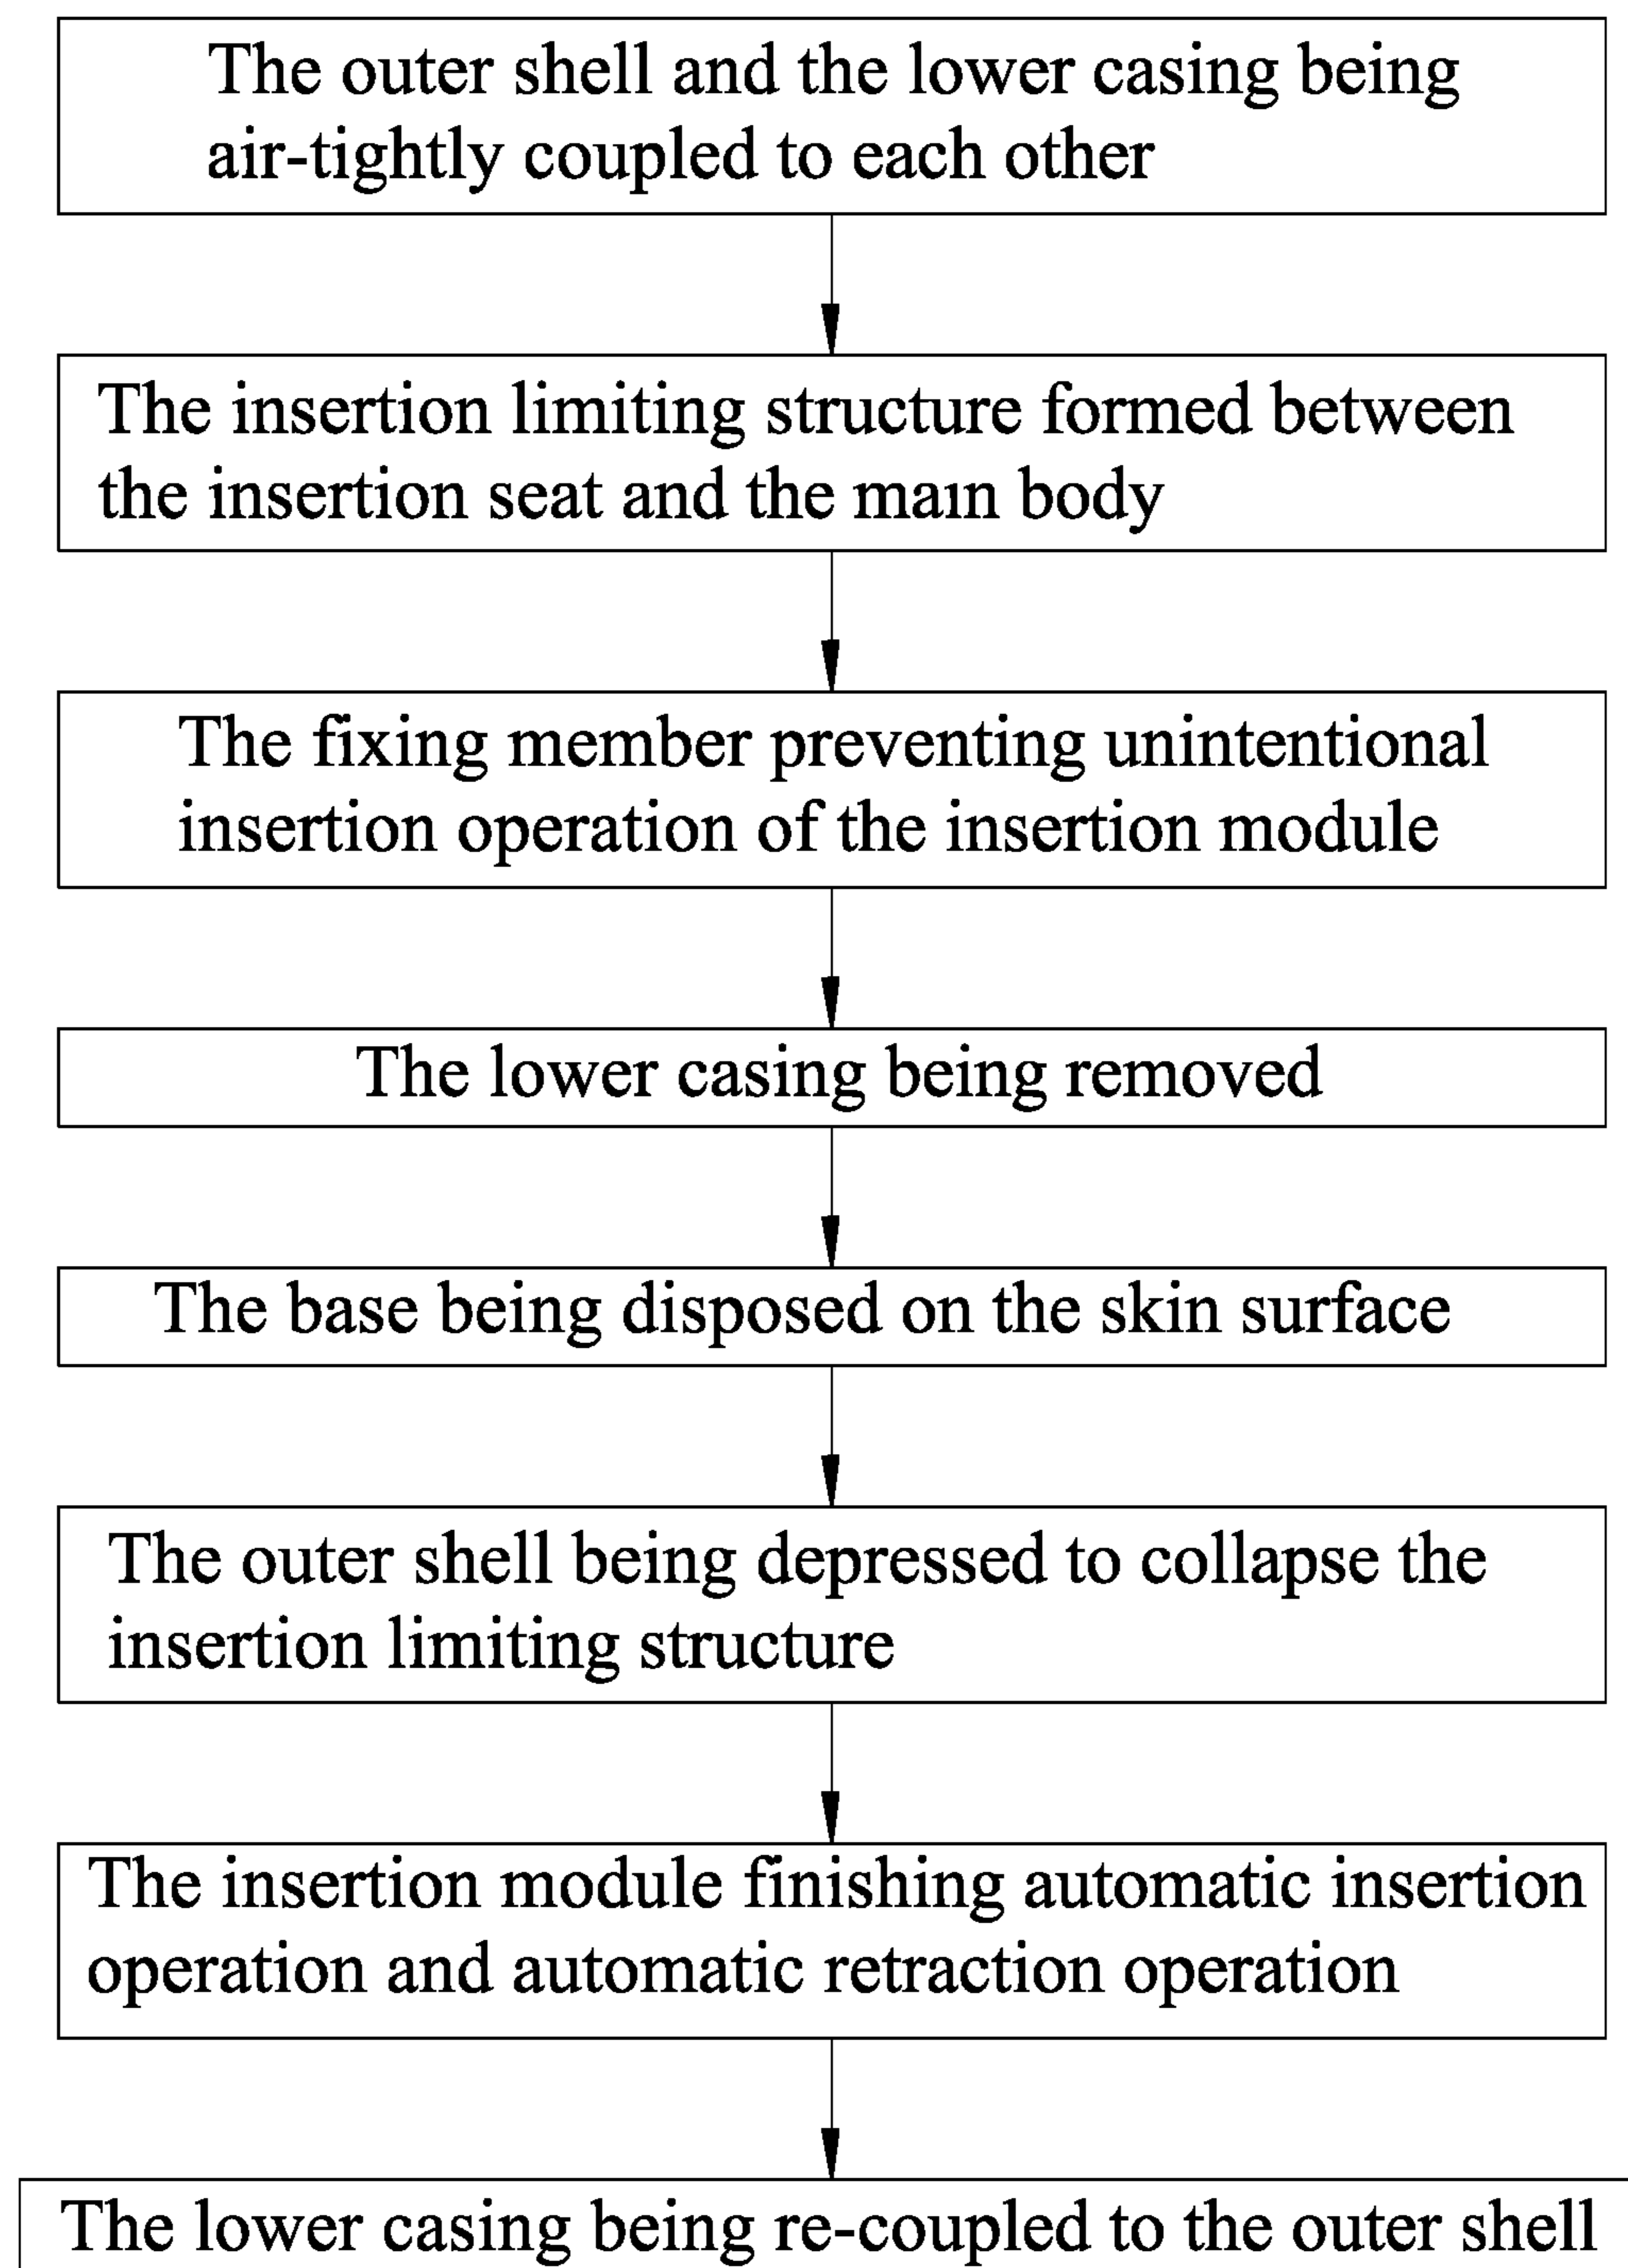 The outer shell and the lower casing being
air-tightly coupled to each other
The insertion limiting structure formed between
the insertion seat and the main body
The fixing member preventing unintentional
insertion operation of the insertion module
The lower casing being removed
The base being disposed on the skin surface
The outer shell being depressed to collapse the
insertion limiting structure
The insertion module finishing automatic insertion
operation and automatic retraction operation
The lower casing being re-coupled to the outer shell